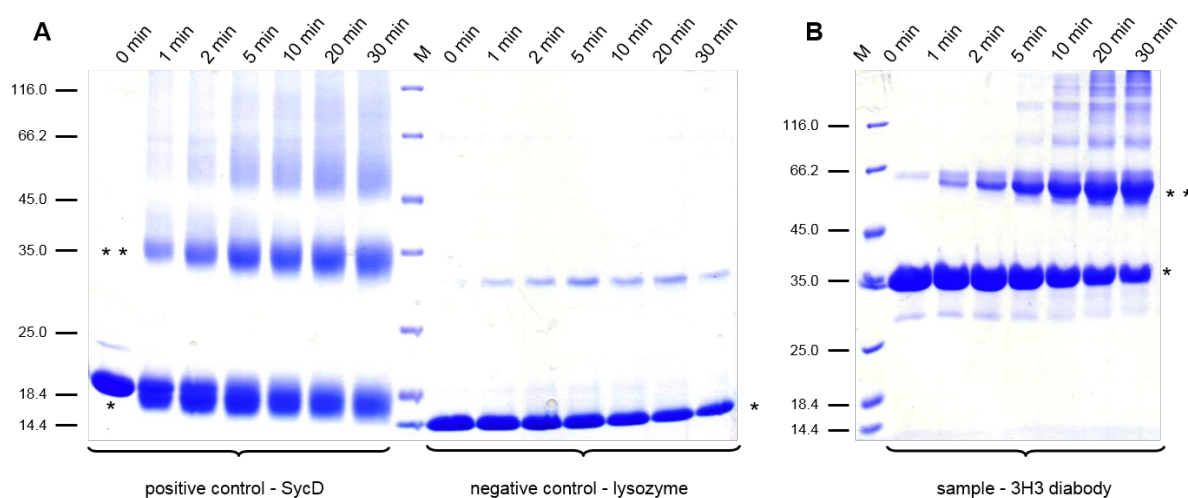 A
0 min 1 min 2 min 5 min 10 min 20 min 30 min M 0 min 1 min 2 min 5 min 10 min 20 min 30 min
116.0
66.2
45.0
35.0 * *
25.0
18.4
*
14.4
*
positive control - SycD
negative control - lysozyme
B
M 0 min 1 min 2 min 5 min 10 min 20 min 30 min
116.0
66.2
* *
45.0
35.0
*
25.0
18.4
14.4
sample - 3H3 diabody